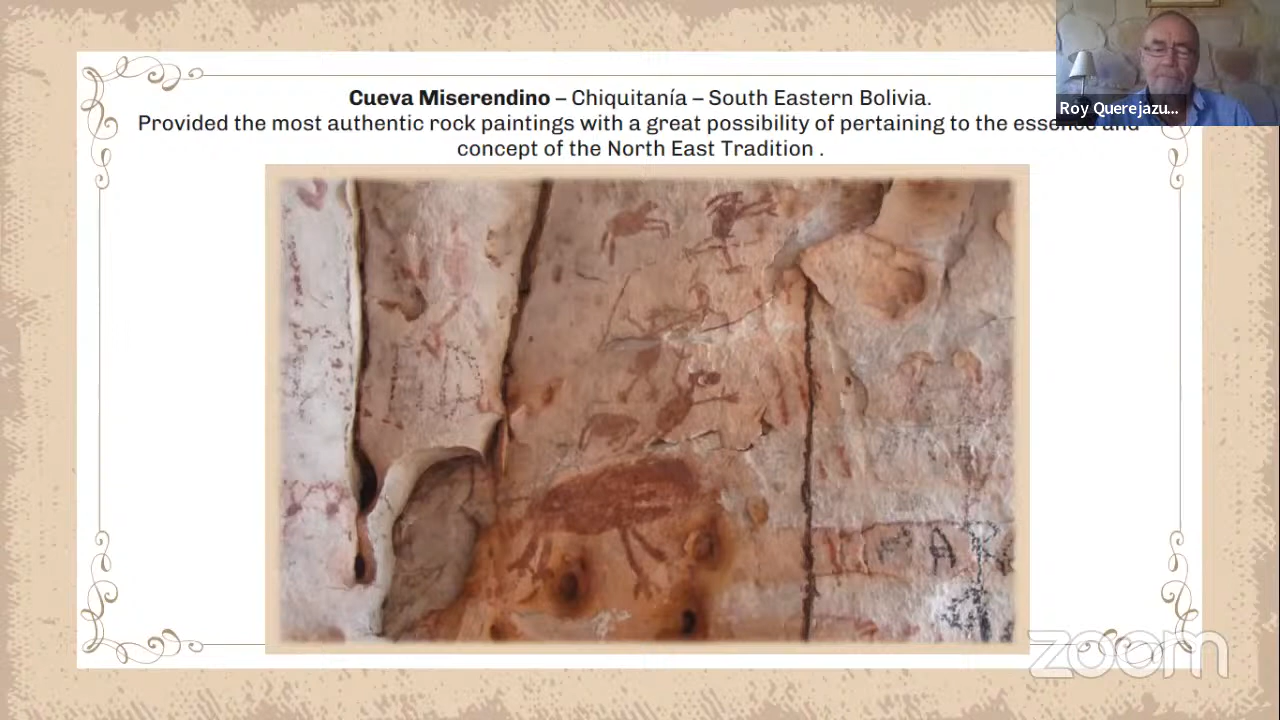 Cueva Miserendino – Chiquitanía – South Eastern Bolivia.
Provided the most authentic rock paintings with a great possibility of pertaining to the essence and
concept of the North East Tradition .
Roy Querejazu...
zoom